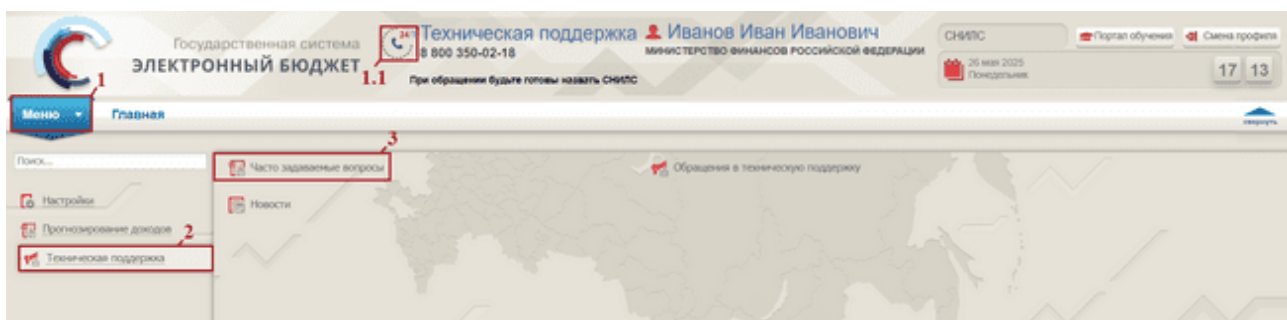 Государственная система
ЭЛЕКТРОННЫЙ БЮДЖЕТ
24
1.1
Техническая поддержка
8 800 350-02-18
При обращении будьте готовы назвать СНИЛС
Иванов Иван Иванович
МИНИСТЕРСТВО ФИНАНСОВ РОССИЙСКОЙ ФЕДЕРАЦИИ
СНИЛС
Портал обучения
Смена профиля
26 мая 2025
Понедельник
17 13
1
Меню
Главная
свернуть
Поиск...
3
Часто задаваемые вопросы
Обращения в техническую поддержку
Настройки
Новости
Прогнозирование доходов
2
Техническая поддержка